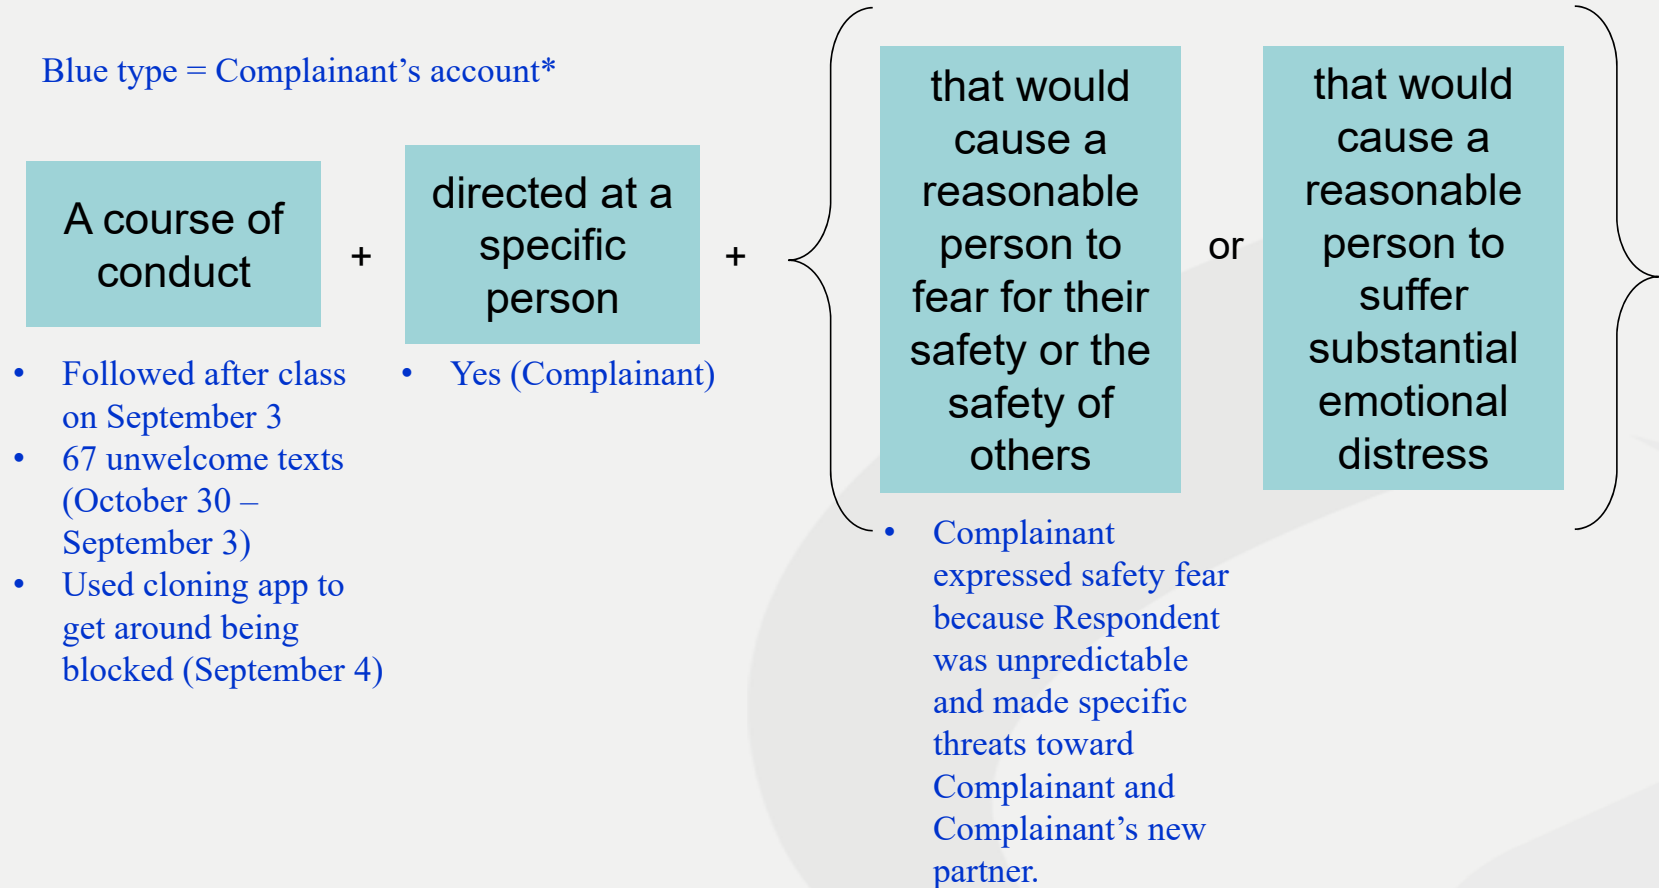 Blue type = Complainant’s account*
A course of
conduct
+
directed at a
specific
person
+
that would
cause a
reasonable
person to
fear for their
safety or the
safety of
others
or
that would
cause a
reasonable
person to
suffer
substantial
emotional
distress
• Followed after class
on September 3
• 67 unwelcome texts
(October 30 –
September 3)
• Used cloning app to
get around being
blocked (September 4)
• Yes (Complainant)
• Complainant
expressed safety fear
because Respondent
was unpredictable
and made specific
threats toward
Complainant and
Complainant’s new
partner.